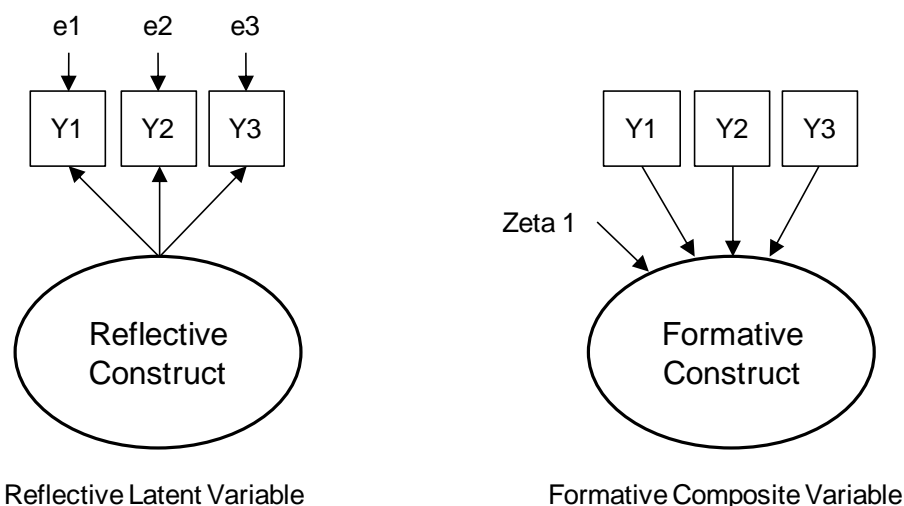 e1 e2 e3
Y1 Y2 Y3
Reflective
Construct
Reflective Latent Variable
Y1 Y2 Y3
Zeta 1
Formative
Construct
Formative Composite Variable